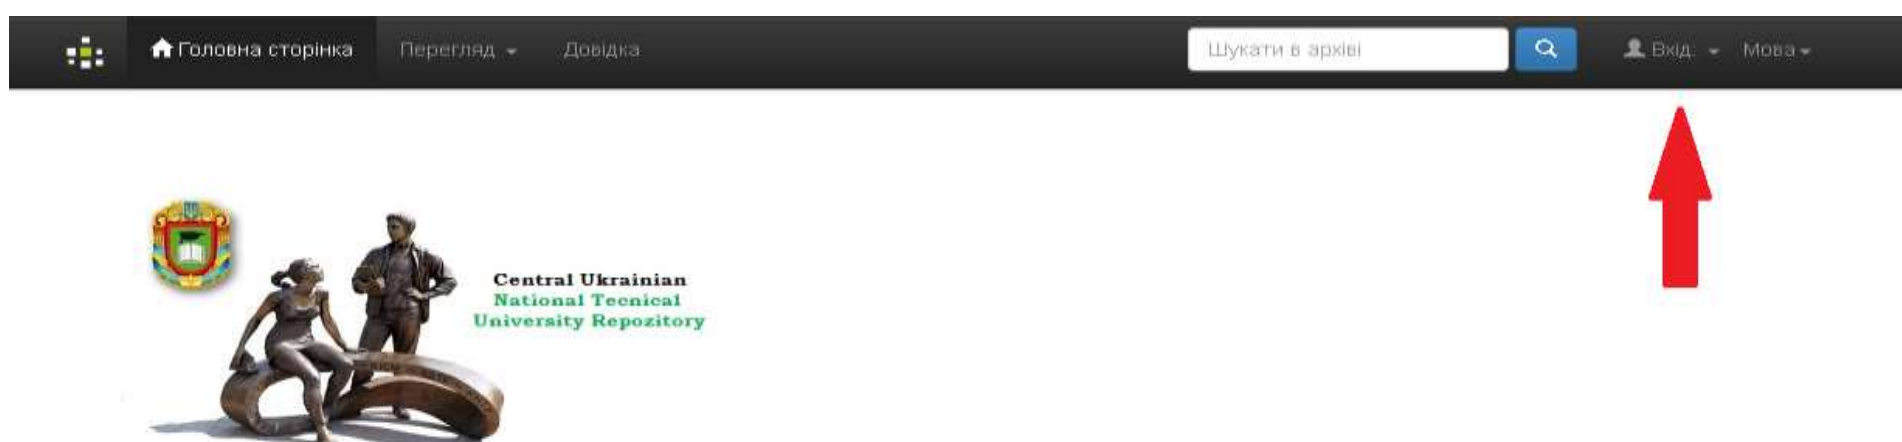 Головна сторінка Перегляд Довідка Шукати в архіві Вхід: Мова
Central Ukrainian
National Tecnical
University Repozitory